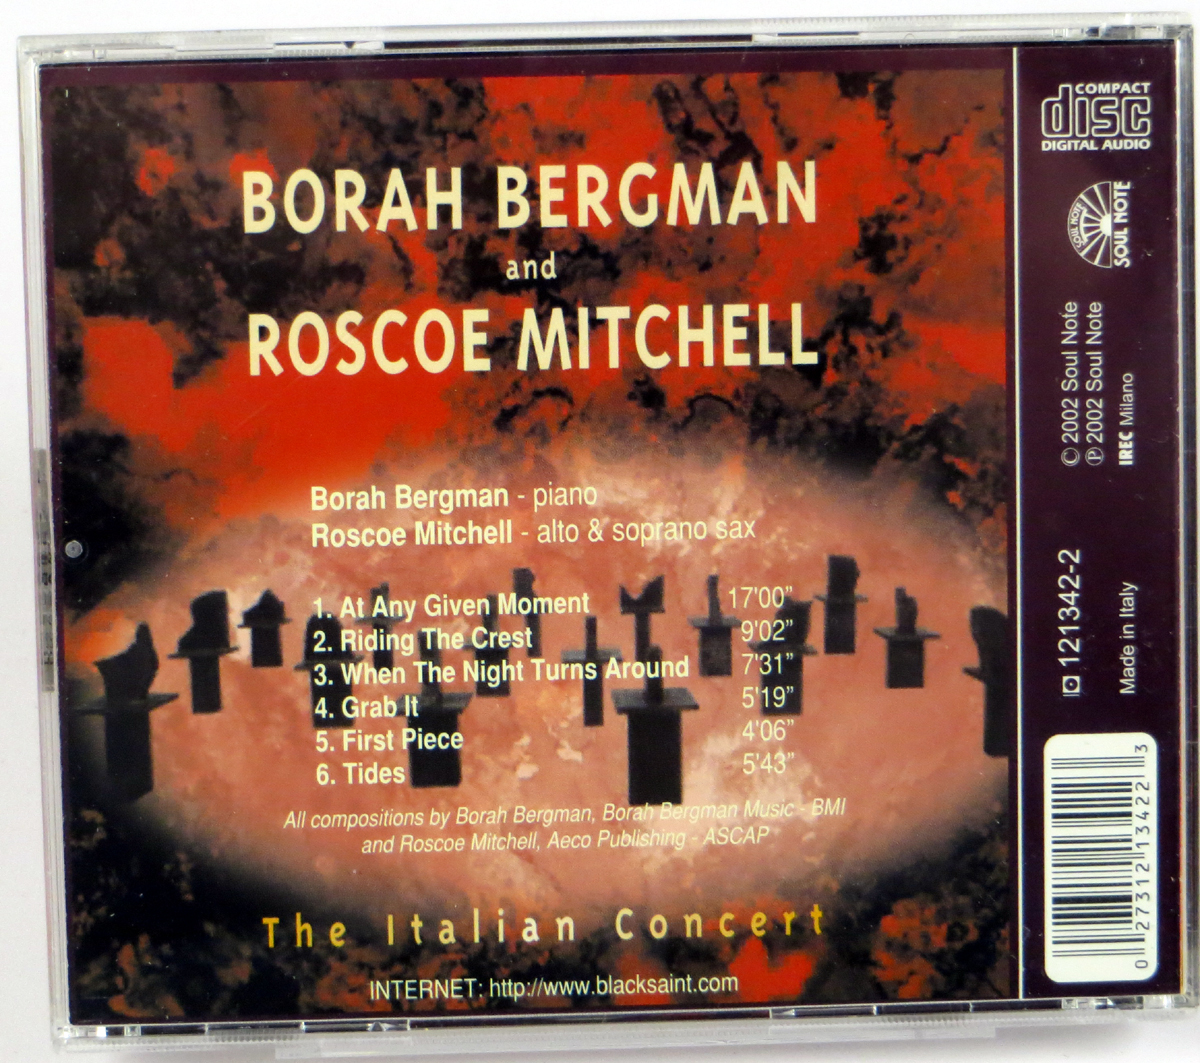 BORAH BERGMAN
and
ROSCOE MITCHELL
Borah Bergman - piano
Roscoe Mitchell - alto & soprano sax
1. At Any Given Moment 17'00"
2. Riding The Crest 9'02"
3. When The Night Turns Around 7'31"
4. Grab It 5'19"
5. First Piece 4'06"
6. Tides 5'43"
All compositions by Borah Bergman, Borah Bergman Music - BMI
and Roscoe Mitchell, Aeco Publishing - ASCAP
The Italian Concert
INTERNET: http://www.blacksaint.com
COMPACT
disc
DIGITAL AUDIO
SOUL NOTE
SOUL NOTE
© 2002 Soul Note
℗ 2002 Soul Note
IREC Milano
121342-2
Made in Italy
0 27312 13422 3